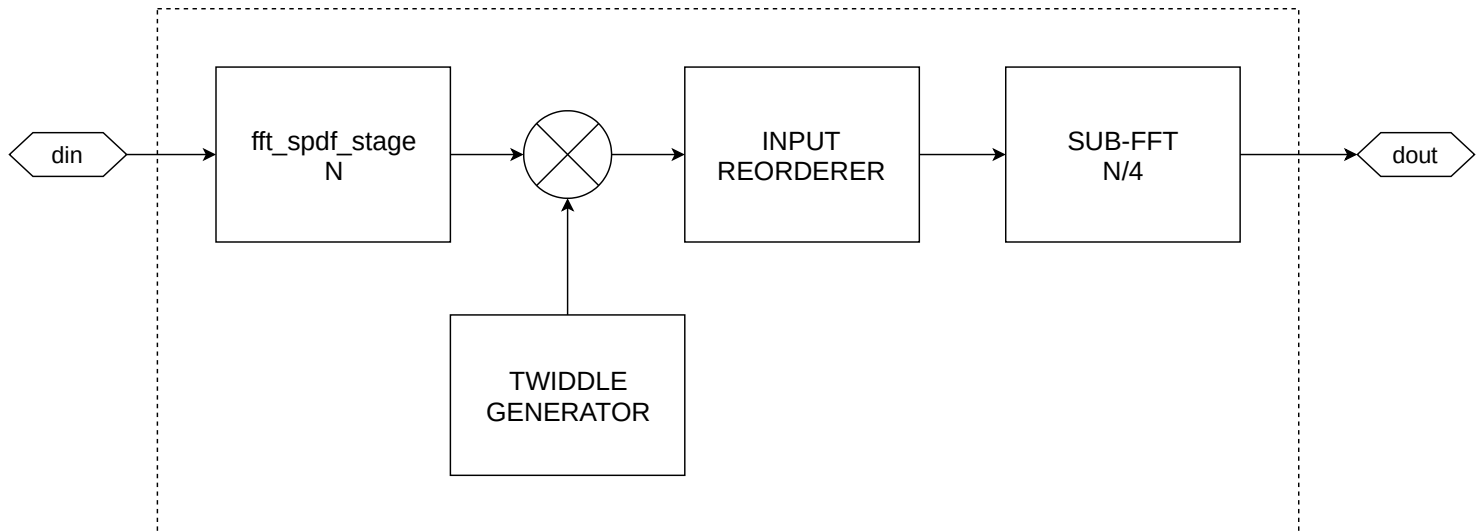 din
fft_spdf_stage
N
INPUT
REORDERER
SUB-FFT
N/4
dout
TWIDDLE
GENERATOR